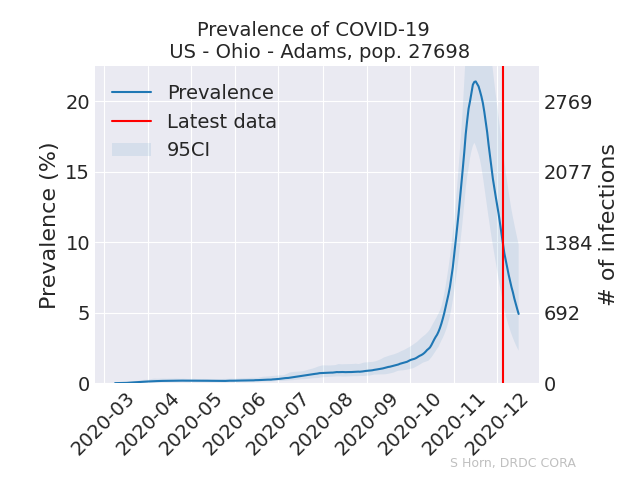 Prevalence of COVID-19
US - Ohio - Adams, pop. 27698
Prevalence
Latest data
95CI
Prevalence (%)
20
15
10
5
0
2769
2077
1384
692
0
# of infections
2020-03
2020-04
2020-05
2020-06
2020-07
2020-08
2020-09
2020-10
2020-11
2020-12
S Horn, DRDC CORA